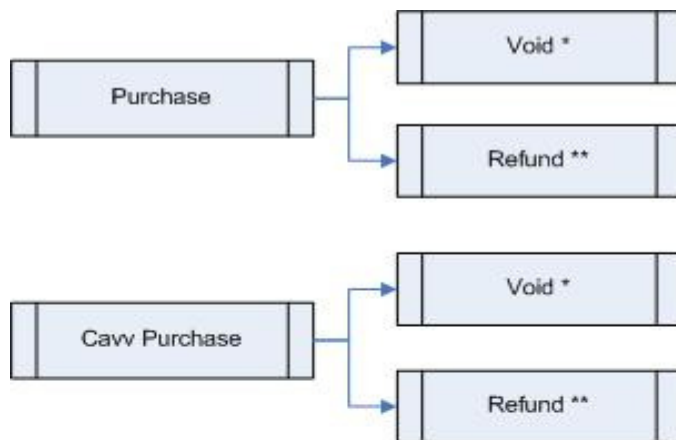 Void *
Purchase
Refund **
Void *
Cavv Purchase
Refund **